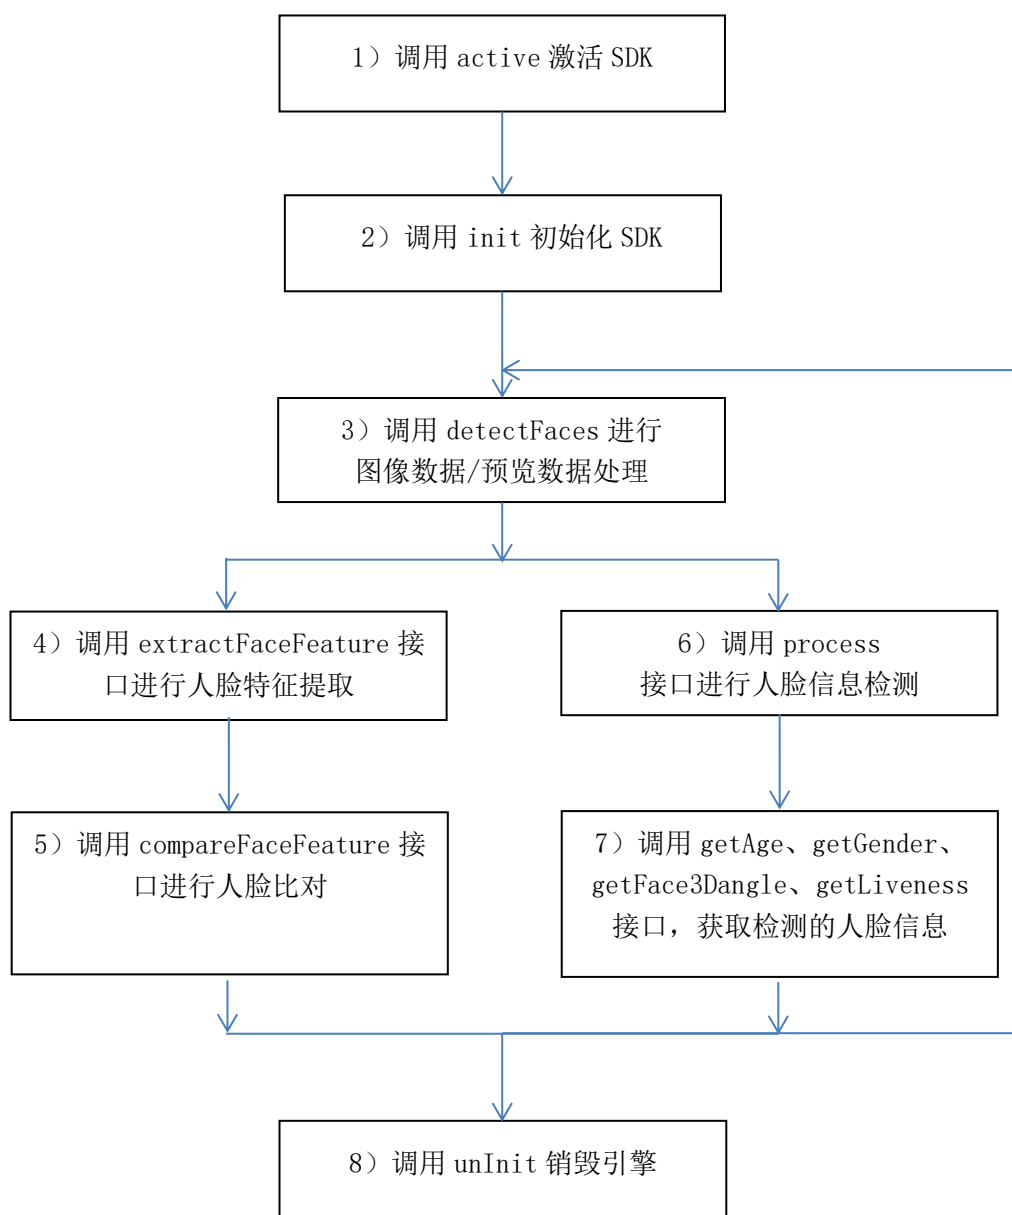 1）调用 active 激活 SDK
2）调用 init 初始化 SDK
3）调用 detectFaces 进行
图像数据/预览数据处理
4）调用 extractFaceFeature 接
口进行人脸特征提取
6）调用 process
接口进行人脸信息检测
5）调用 compareFaceFeature 接
口进行人脸比对
7）调用 getAge、getGender、
getFace3Dangle、getLiveness
接口，获取检测的人脸信息
8）调用 unInit 销毁引擎